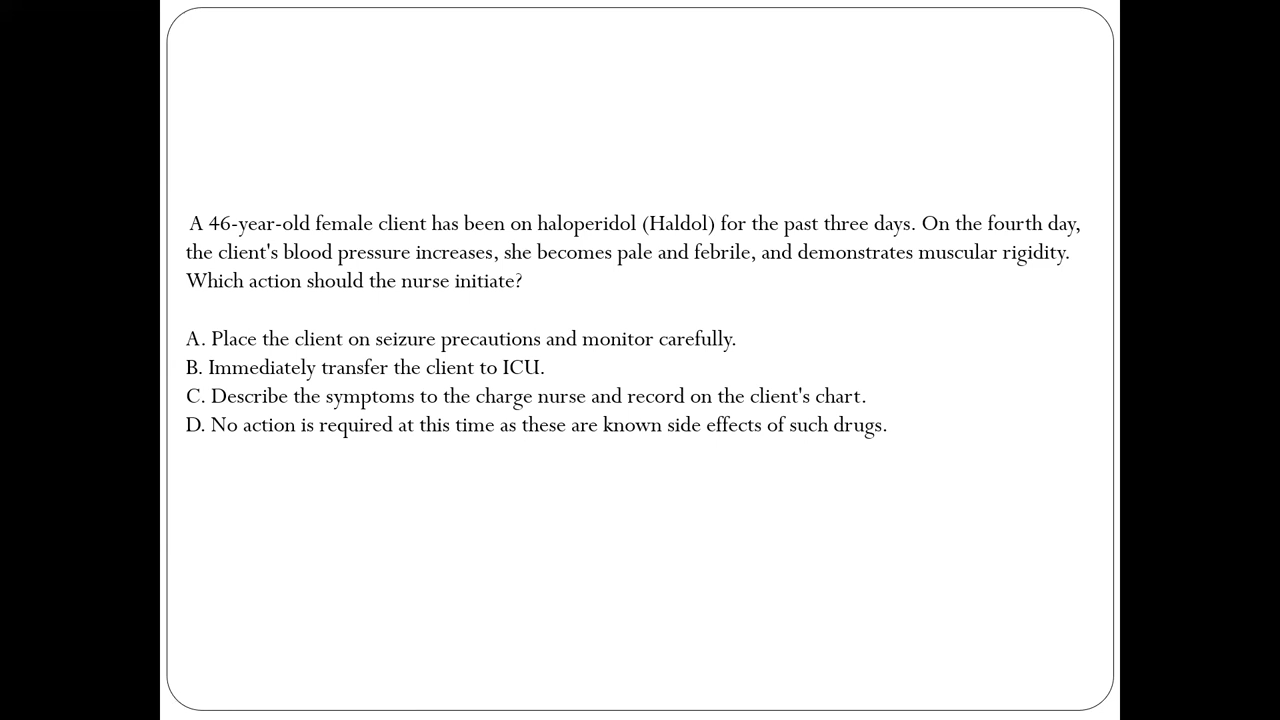 A 46-year-old female client has been on haloperidol (Haldol) for the past three days. On the fourth day,
the client's blood pressure increases, she becomes pale and febrile, and demonstrates muscular rigidity.
Which action should the nurse initiate?
A. Place the client on seizure precautions and monitor carefully.
B. Immediately transfer the client to ICU.
C. Describe the symptoms to the charge nurse and record on the client's chart.
D. No action is required at this time as these are known side effects of such drugs.